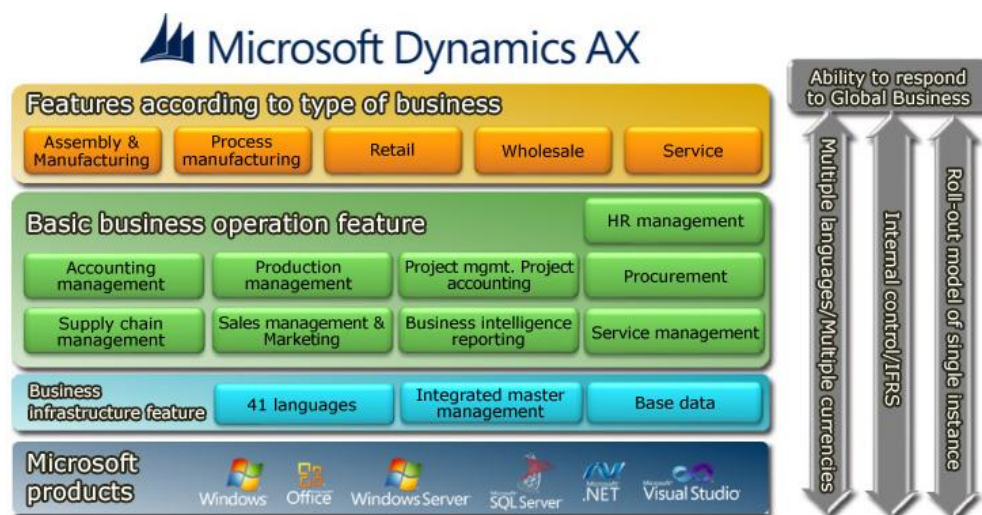 Microsoft Dynamics AX
Features according to type of business
Assembly &
Manufacturing
Process
manufacturing
Retail
Wholesale
Service
Basic business operation feature
HR management
Accounting
management
Production
management
Project mgmt. Project
accounting
Procurement
Supply chain
management
Sales management &
Marketing
Business intelligence
reporting
Service management
Business
infrastructure feature
41 languages
Integrated master
management
Base data
Microsoft
products
Windows
Office
Windows Server
Microsoft
SQL Server
Microsoft
.NET
Microsoft
Visual Studio
Ability to respond
to Global Business
Multiple languages/Multiple currencies
Internal control/IFRS
Roll-out model of single instance